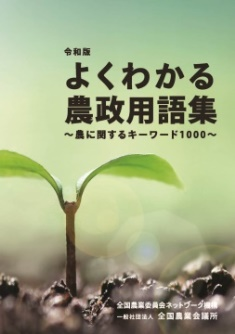 令和版
よくわかる
農政用語集
～農に関するキーワード1000～
全国農業委員会ネットワーク機構
一般社団法人 全国農業会議所